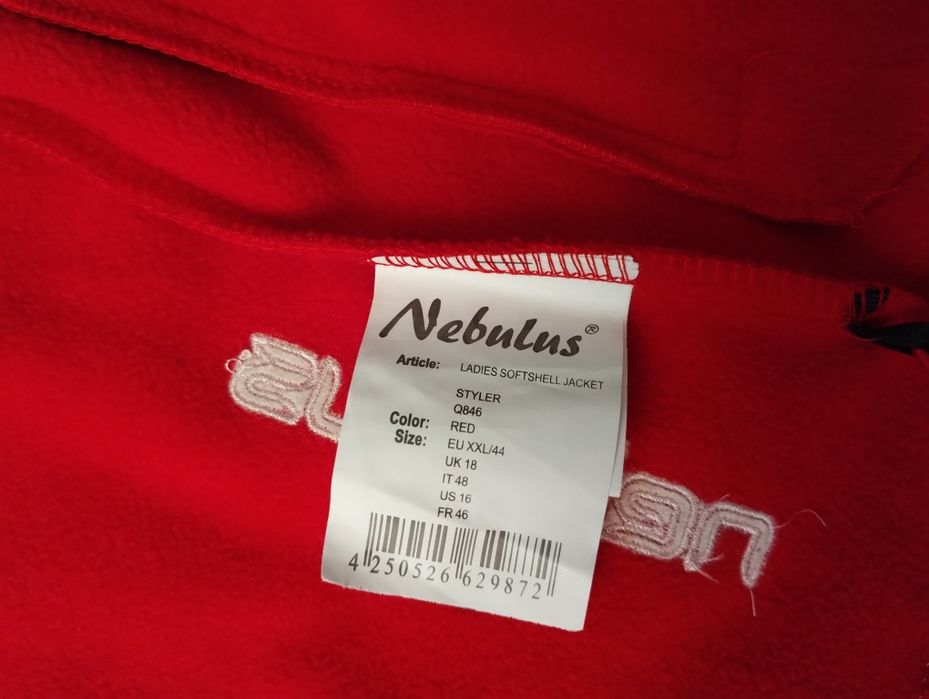 Nebulus®
Article: LADIES SOFTSHELL JACKET
STYLER
Q846
Color: RED
Size: EU XXL/44
UK 18
IT 48
US 16
FR 46
4 250526 629872